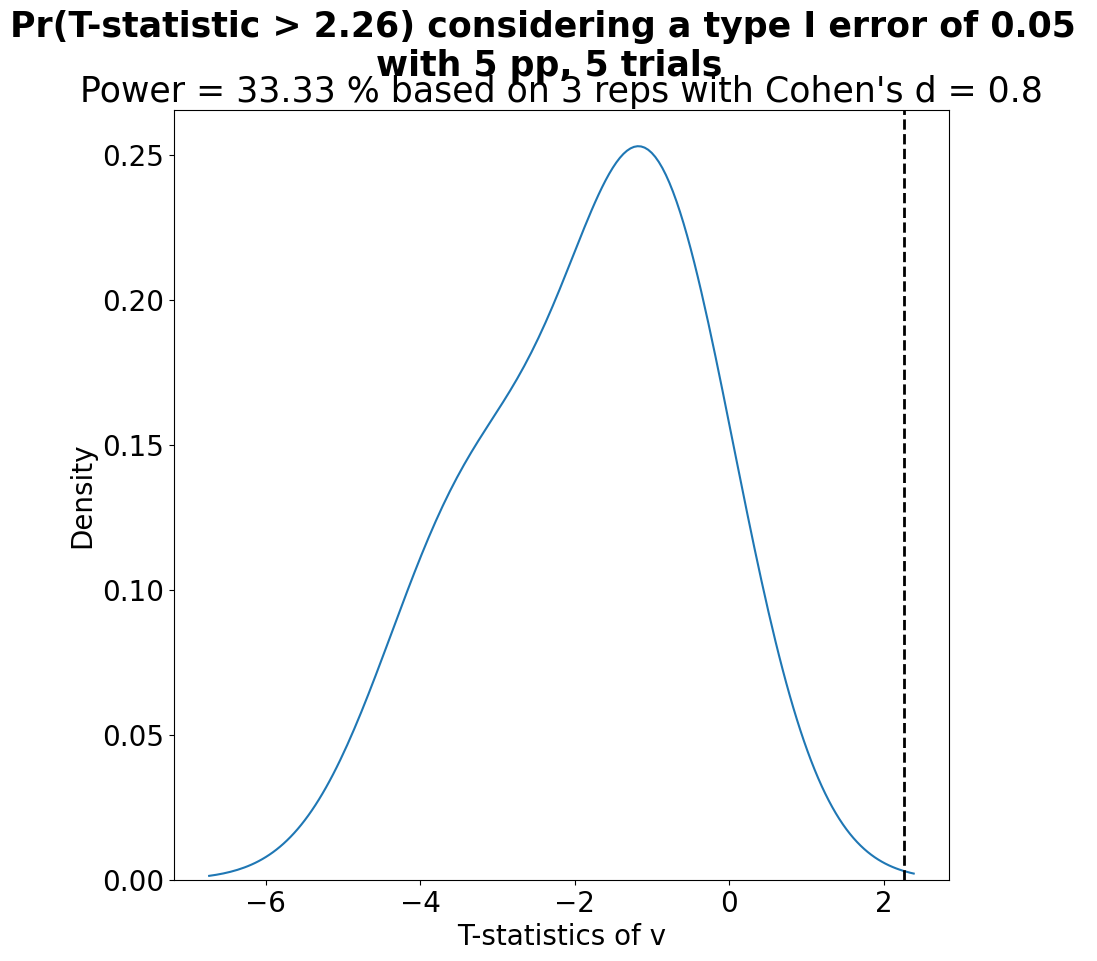 Pr(T-statistic > 2.26) considering a type I error of 0.05
with 5 pp, 5 trials
Power = 33.33 % based on 3 reps with Cohen's d = 0.8
0.25
0.20
0.15
0.10
0.05
0.00
Density
−6
−4
−2
0
2
T-statistics of v